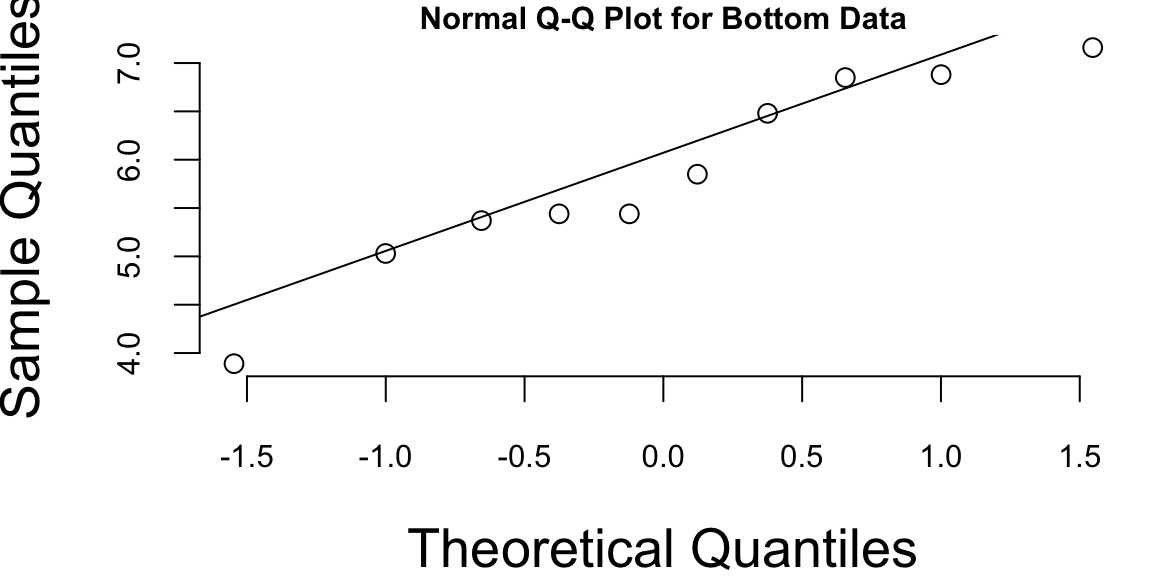 Normal Q-Q Plot for Bottom Data
Sample Quantiles
7.0
6.0
5.0
4.0
-1.5 -1.0 -0.5 0.0 0.5 1.0 1.5
Theoretical Quantiles